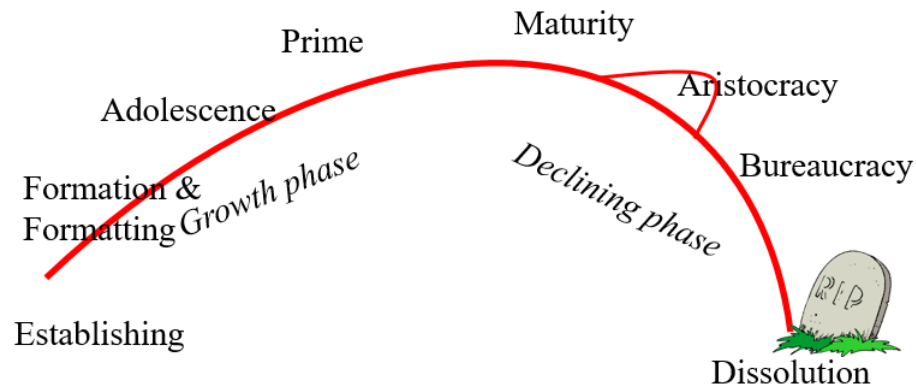 Prime
Maturity
Adolescence
Aristocracy
Formation &
Formatting
Growth phase
Declining phase
Bureaucracy
Establishing
RIP
Dissolution